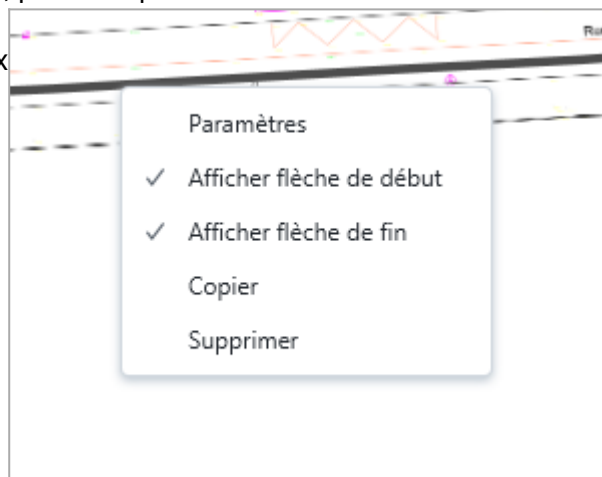 x
Paramètres
Afficher flèche de début
Afficher flèche de fin
Copier
Supprimer